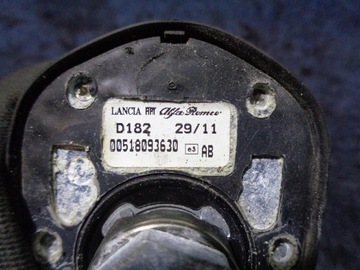 LANCIA FIAT Alfa Romeo
D182 29/11
00518093630 e3 AB